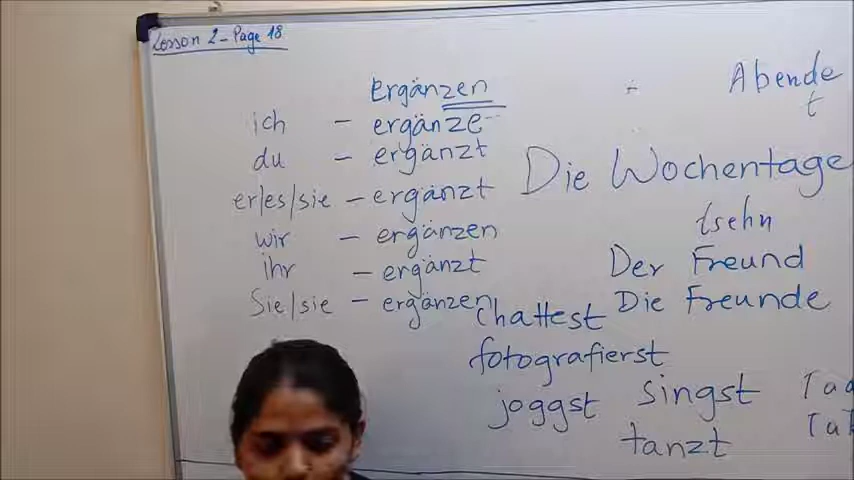 Lesson 2 - Page 18
Ergänzen
ich - ergänze
du - ergänzt
er/es/sie - ergänzt
wir - ergänzen
ihr - ergänzt
Sie/sie - ergänzen
Abende
t
Die Wochentage
Der Freund
Die Freunde
chattest
fotografierst
joggst singst
tanzt